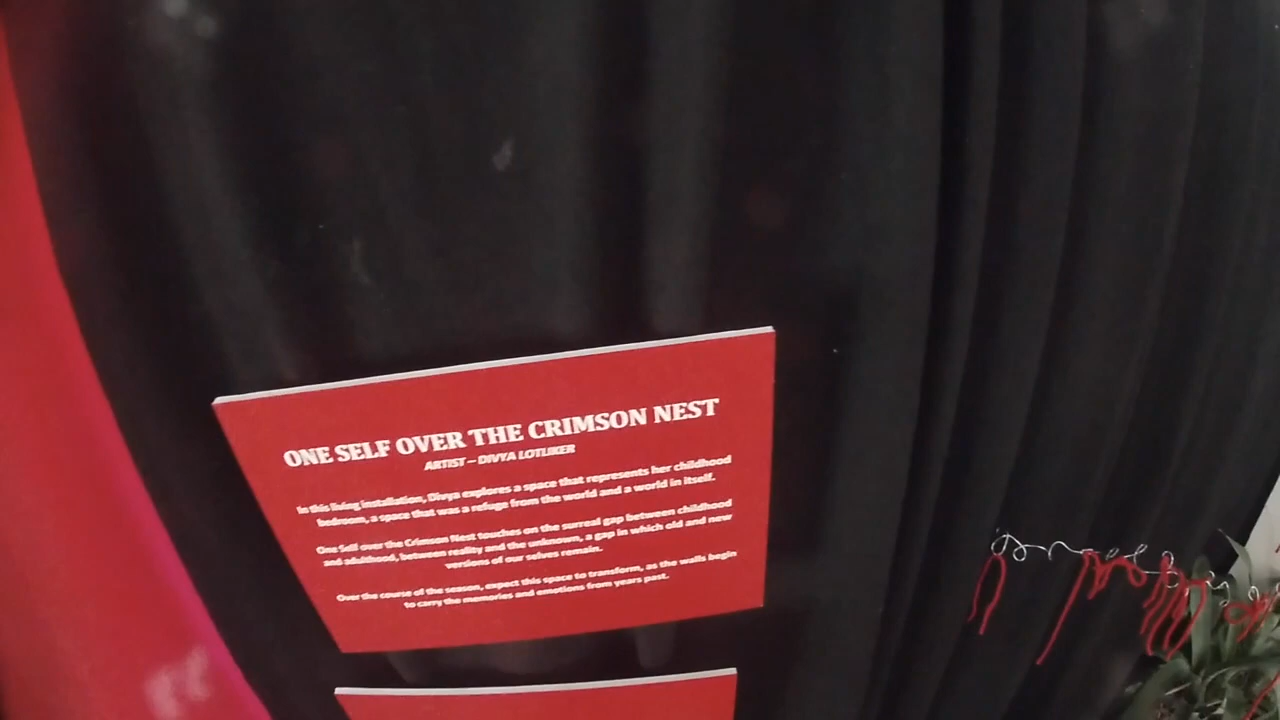 ONE SELF OVER THE CRIMSON NEST
ARTIST – DIVYA LOTLIKER
In this living installation, Divya explores a space that represents her childhood
bedroom, a space that was a refuge from the world and a world in itself.
One Self over the Crimson Nest touches on the surreal gap between childhood
and adulthood, between reality and the unknown, a gap in which old and new
versions of our selves remain.
Over the course of the season, expect this space to transform, as the walls begin
to carry the memories and emotions from years past.